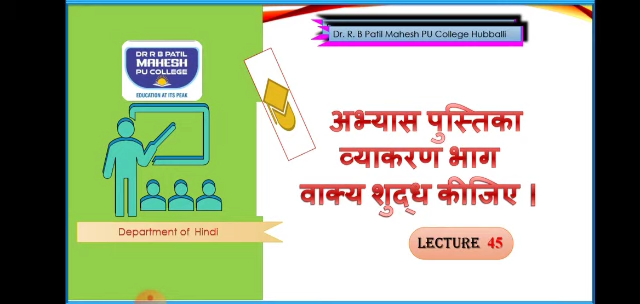 Dr. R. B Patil Mahesh PU College Hubballi
DR R B PATIL
MAHESH
PU COLLEGE
EDUCATION AT ITS PEAK
अभ्यास पुस्तिका
व्याकरण भाग
वाक्य शुद्ध कीजिए ।
Department of Hindi
LECTURE 45